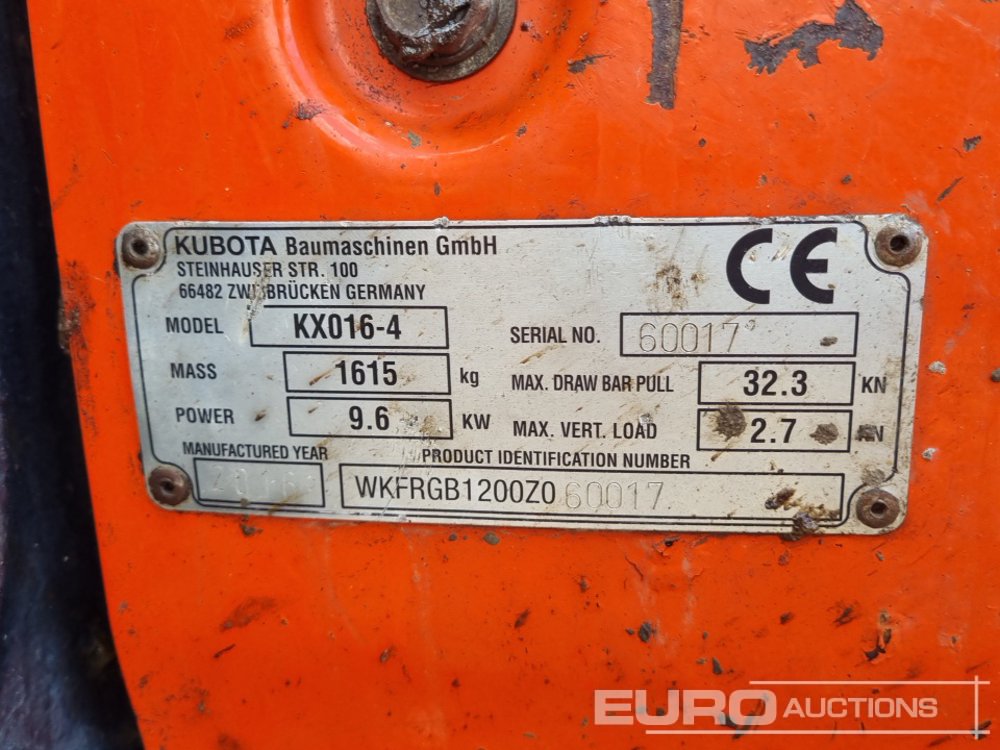 KUBOTA Baumaschinen GmbH
STEINHAUSER STR. 100
66482 ZWEIBRÜCKEN GERMANY
CE
MODEL KX016-4
SERIAL NO. 60017
MASS 1615 kg
MAX. DRAW BAR PULL 32.3 KN
POWER 9.6 KW
MAX. VERT. LOAD 2.7 KN
MANUFACTURED YEAR
PRODUCT IDENTIFICATION NUMBER
WKFRGB1200Z060017
EURO AUCTIONS